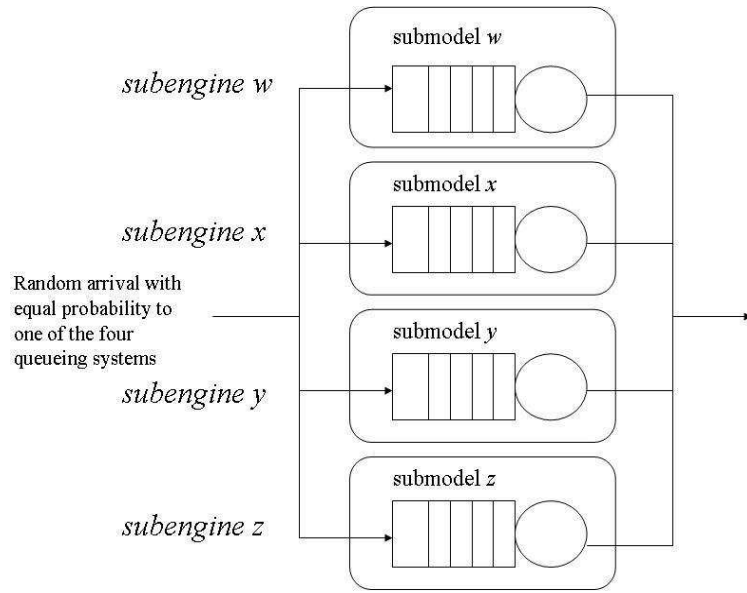 submodel w
subengine w
submodel x
subengine x
Random arrival with
equal probability to
one of the four
queueing systems
submodel y
subengine y
submodel z
subengine z